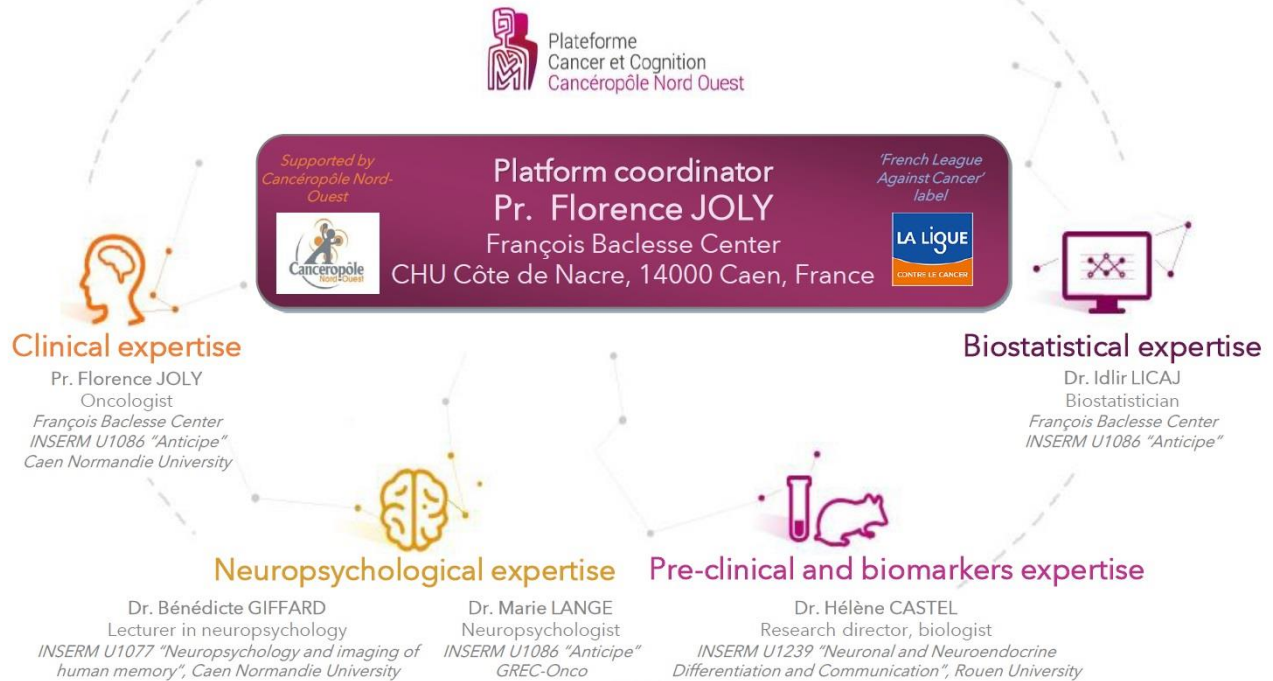 Plateforme
Cancer et Cognition
Cancéropôle Nord Ouest
Supported by
Cancéropôle Nord-
Ouest
Cancéropôle
Nord-Ouest
Platform coordinator
Pr. Florence JOLY
François Baclesse Center
CHU Côte de Nacre, 14000 Caen, France
'French League
Against Cancer'
label
LA LiGUE
CONTRE LE CANCER
Clinical expertise
Pr. Florence JOLY
Oncologist
François Baclesse Center
INSERM U1086 "Anticipe"
Caen Normandie University
Biostatistical expertise
Dr. Idlir LICAJ
Biostatistician
François Baclesse Center
INSERM U1086 "Anticipe"
Neuropsychological expertise
Dr. Bénédicte GIFFARD
Lecturer in neuropsychology
INSERM U1077 "Neuropsychology and imaging of
human memory", Caen Normandie University
Dr. Marie LANGE
Neuropsychologist
INSERM U1086 "Anticipe"
GREC-Onco
Pre-clinical and biomarkers expertise
Dr. Hélène CASTEL
Research director, biologist
INSERM U1239 "Neuronal and Neuroendocrine
Differentiation and Communication", Rouen University